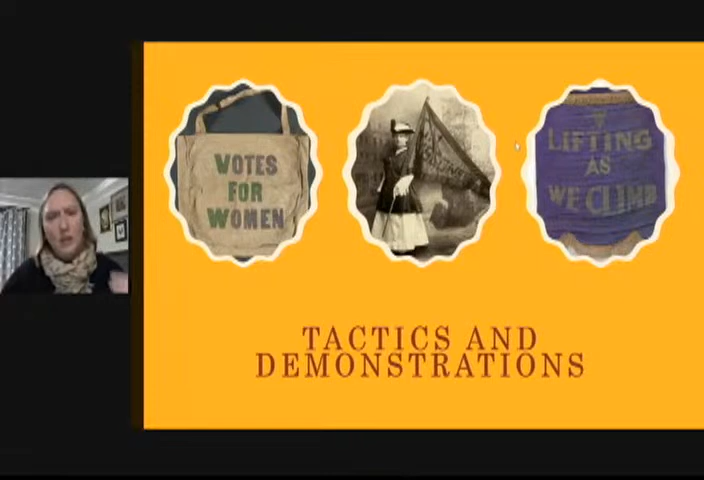 VOTES
FOR
WOMEN
LIFTING
AS
WE CLIMB
TACTICS AND
DEMONSTRATIONS